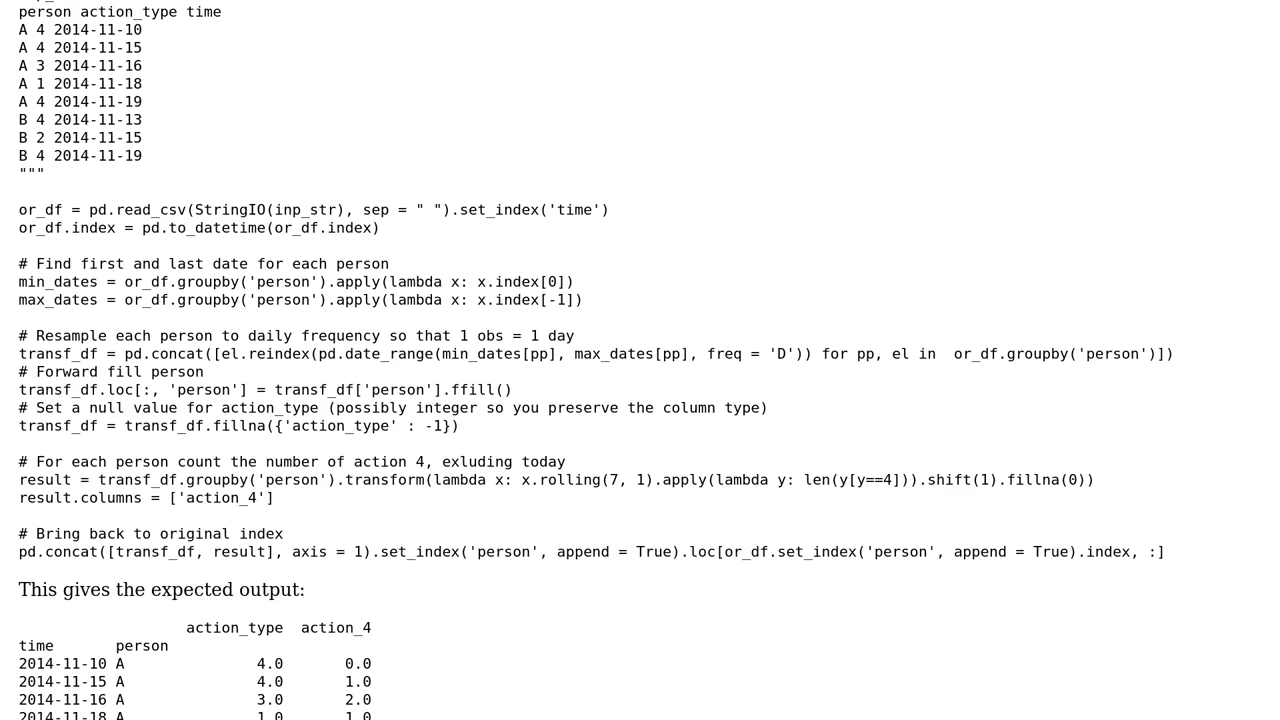 person action_type time
A 4 2014-11-10
A 4 2014-11-15
A 3 2014-11-16
A 1 2014-11-18
A 4 2014-11-19
B 4 2014-11-13
B 2 2014-11-15
B 4 2014-11-19
"""
or_df = pd.read_csv(StringIO(inp_str), sep = " ").set_index('time')
or_df.index = pd.to_datetime(or_df.index)
# Find first and last date for each person
min_dates = or_df.groupby('person').apply(lambda x: x.index[0])
max_dates = or_df.groupby('person').apply(lambda x: x.index[-1])
# Resample each person to daily frequency so that 1 obs = 1 day
transf_df = pd.concat([el.reindex(pd.date_range(min_dates[pp], max_dates[pp], freq = 'D')) for pp, el in  or_df.groupby('person')])
# Forward fill person
transf_df.loc[:, 'person'] = transf_df['person'].ffill()
# Set a null value for action_type (possibly integer so you preserve the column type)
transf_df = transf_df.fillna({'action_type' : -1})
# For each person count the number of action 4, exluding today
result = transf_df.groupby('person').transform(lambda x: x.rolling(7, 1).apply(lambda y: len(y[y==4])).shift(1).fillna(0))
result.columns = ['action_4']
# Bring back to original index
pd.concat([transf_df, result], axis = 1).set_index('person', append = True).loc[or_df.set_index('person', append = True).index, :]
This gives the expected output:
action_type  action_4
time       person
2014-11-10 A               4.0       0.0
2014-11-15 A               4.0       1.0
2014-11-16 A               3.0       2.0
2014-11-18 A               1.0       1.0